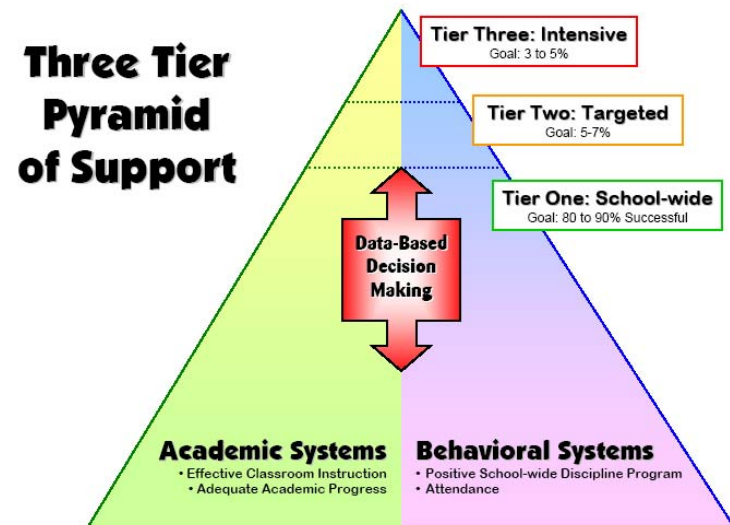 Three Tier
Pyramid
of Support
Tier Three: Intensive
Goal: 3 to 5%
Tier Two: Targeted
Goal: 5-7%
Tier One: School-wide
Goal: 80 to 90% Successful
Data-Based
Decision
Making
Academic Systems
• Effective Classroom Instruction
• Adequate Academic Progress
Behavioral Systems
• Positive School-wide Discipline Program
• Attendance